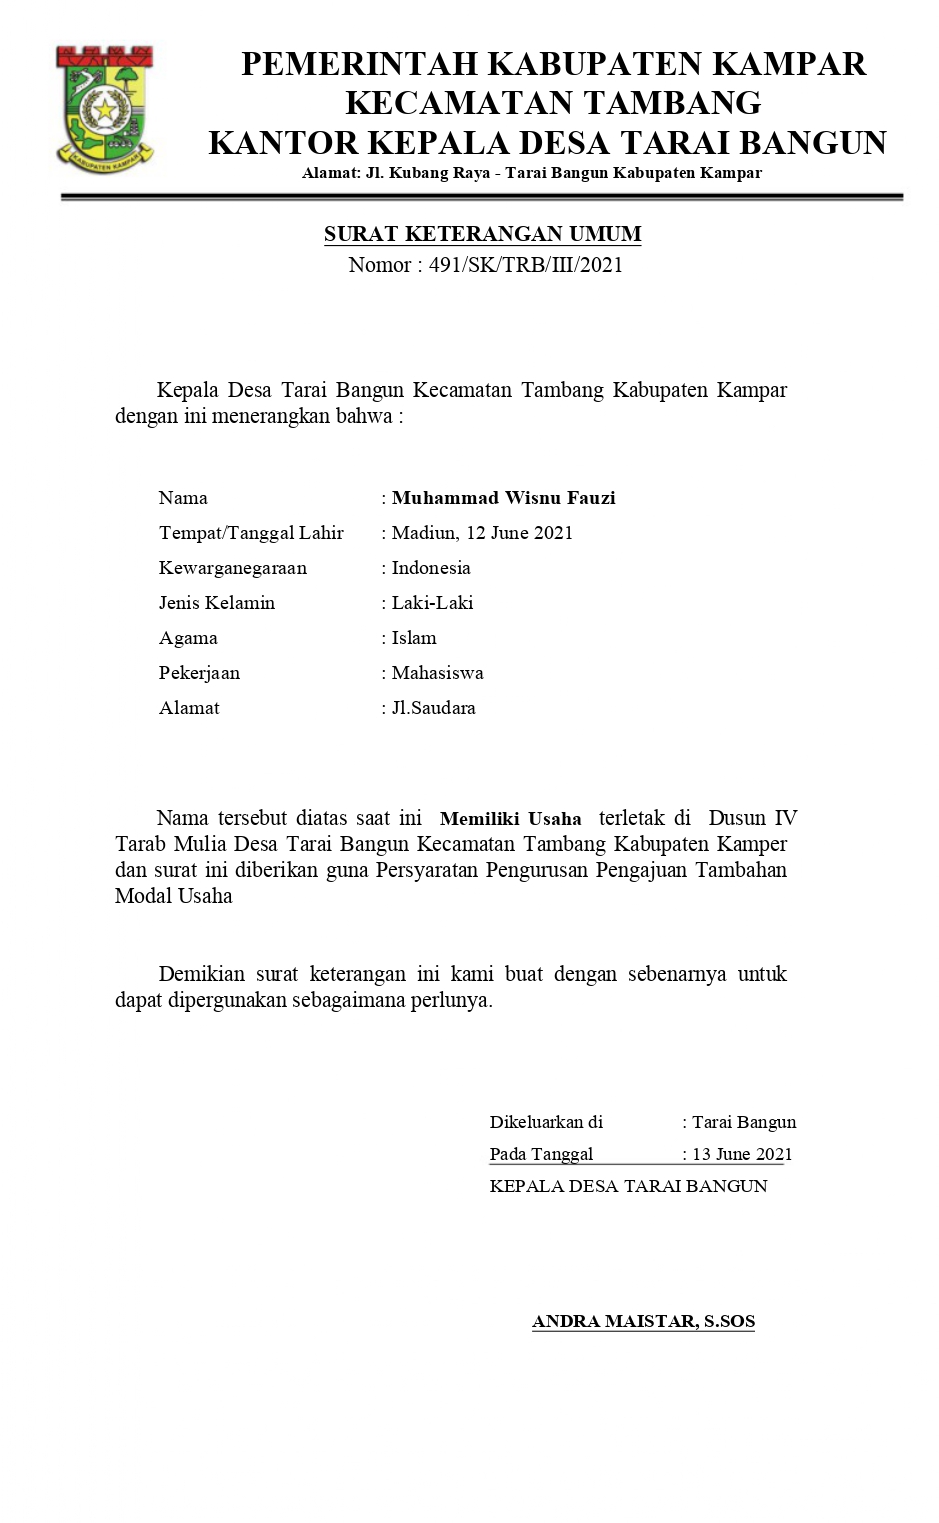 PEMERINTAH KABUPATEN KAMPAR
KECAMATAN TAMBANG
KANTOR KEPALA DESA TARAI BANGUN
Alamat: Jl. Kubang Raya - Tarai Bangun Kabupaten Kampar
KABUPATEN KAMPAR
SURAT KETERANGAN UMUM
Nomor : 491/SK/TRB/III/2021
Kepala Desa Tarai Bangun Kecamatan Tambang Kabupaten Kampar
dengan ini menerangkan bahwa :
Nama : Muhammad Wisnu Fauzi
Tempat/Tanggal Lahir : Madiun, 12 June 2021
Kewarganegaraan : Indonesia
Jenis Kelamin : Laki-Laki
Agama : Islam
Pekerjaan : Mahasiswa
Alamat : Jl.Saudara
Nama tersebut diatas saat ini Memiliki Usaha terletak di Dusun IV
Tarab Mulia Desa Tarai Bangun Kecamatan Tambang Kabupaten Kamper
dan surat ini diberikan guna Persyaratan Pengurusan Pengajuan Tambahan
Modal Usaha
Demikian surat keterangan ini kami buat dengan sebenarnya untuk
dapat dipergunakan sebagaimana perlunya.
Dikeluarkan di : Tarai Bangun
Pada Tanggal : 13 June 2021
KEPALA DESA TARAI BANGUN
ANDRA MAISTAR, S.SOS